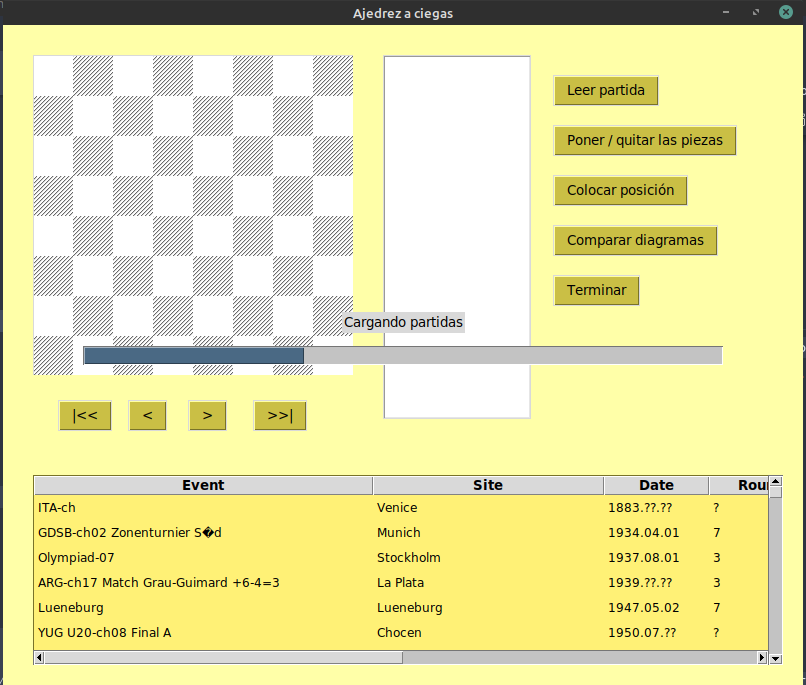 Ajedrez a ciegas
Leer partida
Poner / quitar las piezas
Colocar posición
Comparar diagramas
Terminar
Cargando partidas
|<< < > >>|
Event Site Date Roun
ITA-ch Venice 1883.??.?? ?
GDSB-ch02 Zonenturnier S�d Munich 1934.04.01 7
Olympiad-07 Stockholm 1937.08.01 3
ARG-ch17 Match Grau-Guimard +6-4=3 La Plata 1939.??.?? 3
Lueneburg Lueneburg 1947.05.02 7
YUG U20-ch08 Final A Chocen 1950.07.?? ?